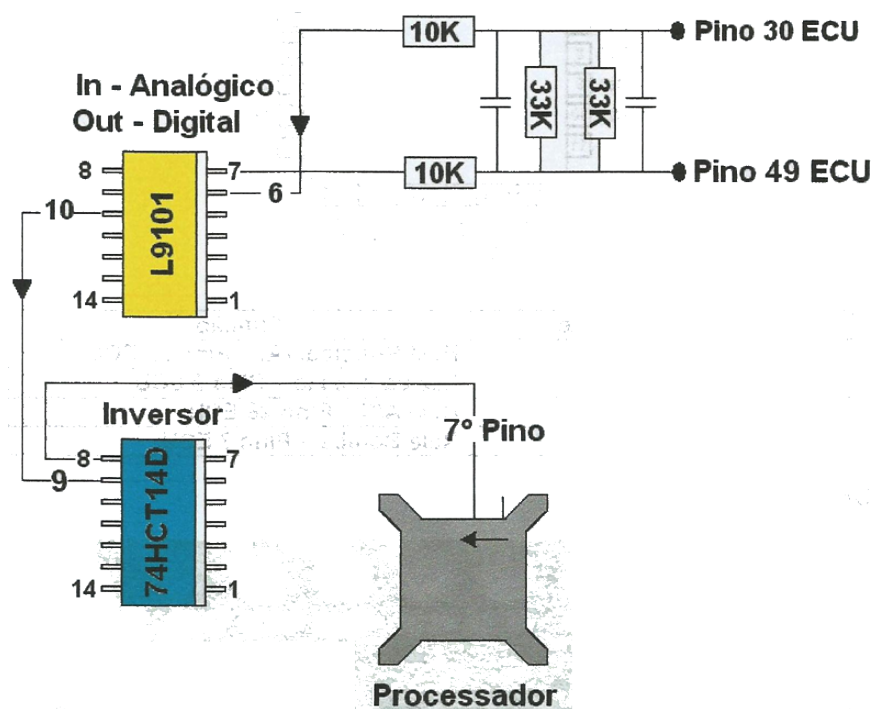 10K
Pino 30 ECU
In - Analógico
Out - Digital
33K
33K
8
7
10K
Pino 49 ECU
6
10
L9101
14
1
Inversor
7° Pino
8
7
9
74HCT14D
14
1
Processador